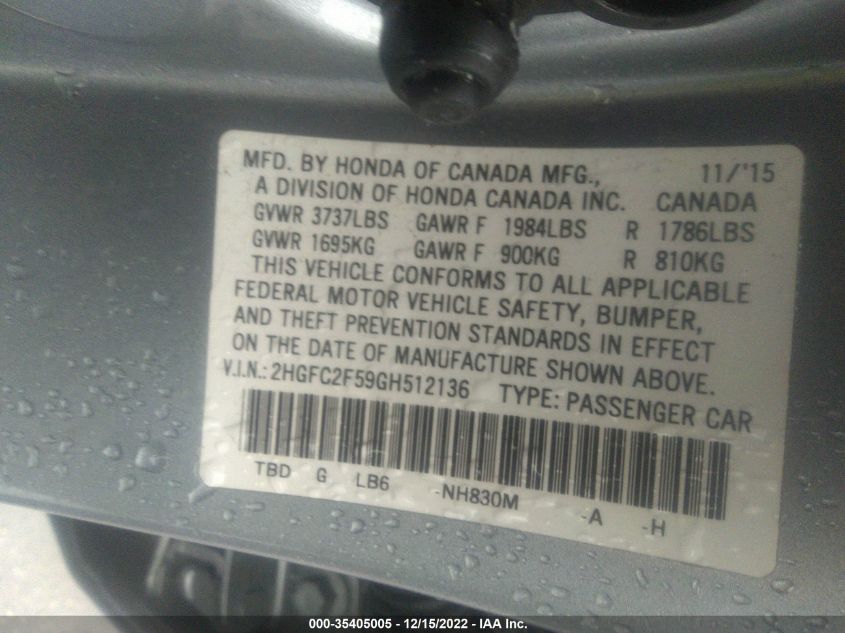 MFD. BY HONDA OF CANADA MFG., 11/'15
A DIVISION OF HONDA CANADA INC. CANADA
GVWR 3737LBS GAWR F 1984LBS R 1786LBS
GVWR 1695KG GAWR F 900KG R 810KG
THIS VEHICLE CONFORMS TO ALL APPLICABLE
FEDERAL MOTOR VEHICLE SAFETY, BUMPER,
AND THEFT PREVENTION STANDARDS IN EFFECT
ON THE DATE OF MANUFACTURE SHOWN ABOVE.
V.I.N.: 2HGFC2F59GH512136 TYPE: PASSENGER CAR
TBD G LB6 -NH830M -A -H
000-35405005 - 12/15/2022 - IAA Inc.